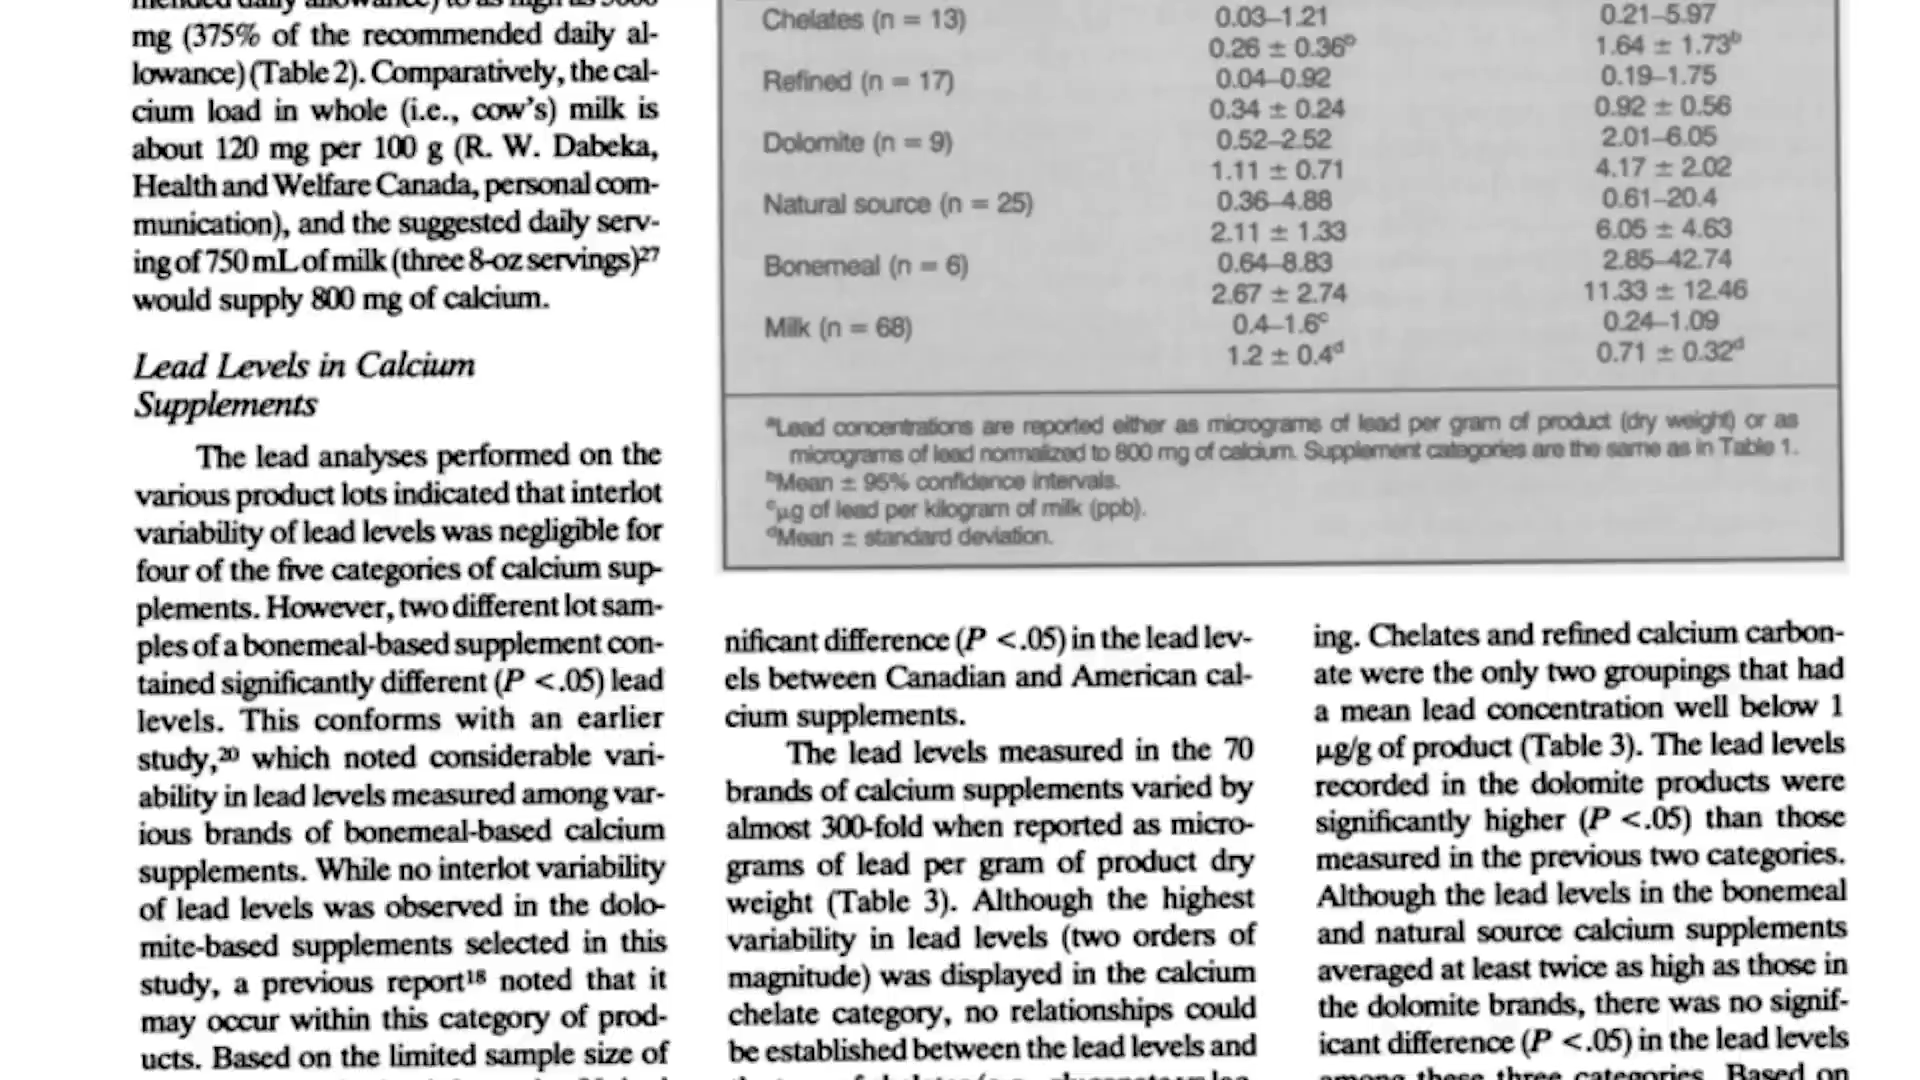 mg (375% of the recommended daily al-
lowance) (Table 2). Comparatively, the cal-
cium load in whole (i.e., cow's) milk is
about 120 mg per 100 g (R. W. Dabeka,
Health and Welfare Canada, personal com-
munication), and the suggested daily serv-
ing of 750 mL of milk (three 8-oz servings)27
would supply 800 mg of calcium.
Lead Levels in Calcium
Supplements
The lead analyses performed on the
various product lots indicated that interlot
variability of lead levels was negligible for
four of the five categories of calcium sup-
plements. However, two different lot sam-
ples of a bonemeal-based supplement con-
tained significantly different (P <.05) lead
levels. This conforms with an earlier
study,20 which noted considerable vari-
ability in lead levels measured among var-
ious brands of bonemeal-based calcium
supplements. While no interlot variability
of lead levels was observed in the dolo-
mite-based supplements selected in this
study, a previous report18 noted that it
may occur within this category of prod-
ucts. Based on the limited sample size of
Chelates (n = 13) 0.03–1.21 0.21–5.97
0.26 ± 0.36b 1.64 ± 1.73b
Refined (n = 17) 0.04–0.92 0.19–1.75
0.34 ± 0.24 0.92 ± 0.56
Dolomite (n = 9) 0.52–2.52 2.01–6.05
1.11 ± 0.71 4.17 ± 2.02
Natural source (n = 25) 0.36–4.88 0.61–20.4
2.11 ± 1.33 6.05 ± 4.63
Bonemeal (n = 6) 0.64–8.83 2.85–42.74
2.67 ± 2.74 11.33 ± 12.46
Milk (n = 68) 0.4–1.6c 0.24–1.09
1.2 ± 0.4d 0.71 ± 0.32d
aLead concentrations are reported either as micrograms of lead per gram of product (dry weight) or as
micrograms of lead normalized to 800 mg of calcium. Supplement categories are the same as in Table 1.
bMean ± 95% confidence intervals.
cµg of lead per kilogram of milk (ppb).
dMean ± standard deviation.
nificant difference (P <.05) in the lead lev-
els between Canadian and American cal-
cium supplements.
The lead levels measured in the 70
brands of calcium supplements varied by
almost 300-fold when reported as micro-
grams of lead per gram of product dry
weight (Table 3). Although the highest
variability in lead levels (two orders of
magnitude) was displayed in the calcium
chelate category, no relationships could
be established between the lead levels and
ing. Chelates and refined calcium carbon-
ate were the only two groupings that had
a mean lead concentration well below 1
µg/g of product (Table 3). The lead levels
recorded in the dolomite products were
significantly higher (P <.05) than those
measured in the previous two categories.
Although the lead levels in the bonemeal
and natural source calcium supplements
averaged at least twice as high as those in
the dolomite brands, there was no signif-
icant difference (P <.05) in the lead levels
among these three categories. Based on